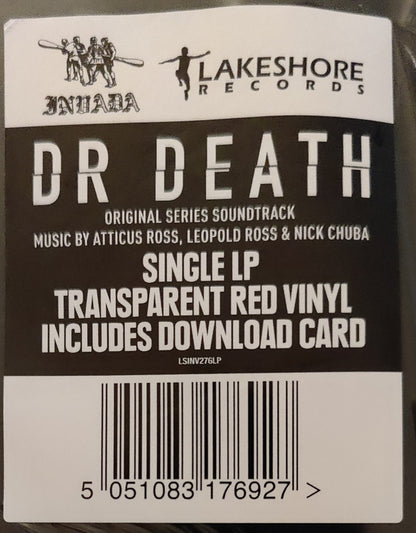 INVADA
LAKESHORE
RECORDS
DR DEATH
ORIGINAL SERIES SOUNDTRACK
MUSIC BY ATTICUS ROSS, LEOPOLD ROSS & NICK CHUBA
SINGLE LP
TRANSPARENT RED VINYL
INCLUDES DOWNLOAD CARD
LSINV276LP
5 051083 176927 >